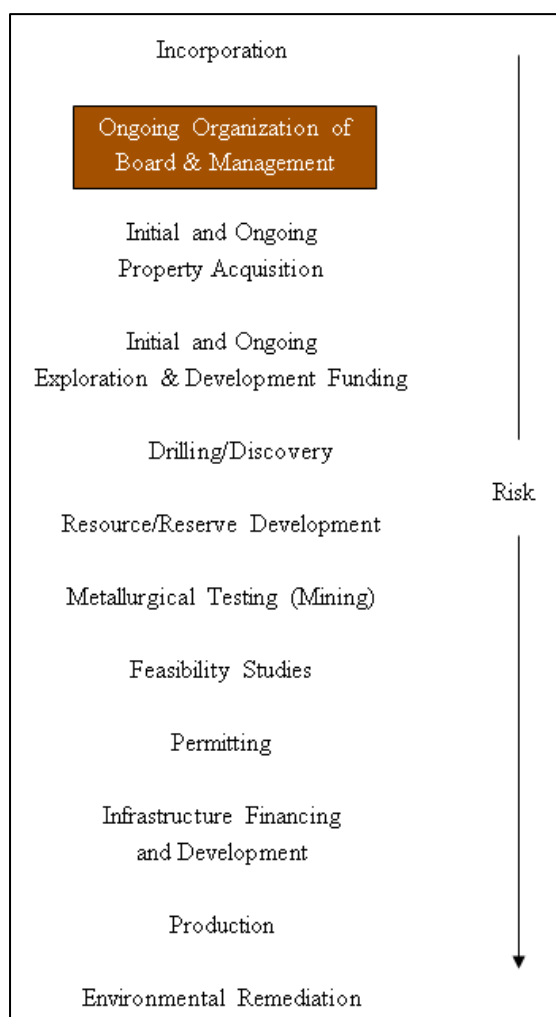 Incorporation
Ongoing Organization of
Board & Management
Initial and Ongoing
Property Acquisition
Initial and Ongoing
Exploration & Development Funding
Drilling/Discovery
Risk
Resource/Reserve Development
Metallurgical Testing (Mining)
Feasibility Studies
Permitting
Infrastructure Financing
and Development
Production
Environmental Remediation